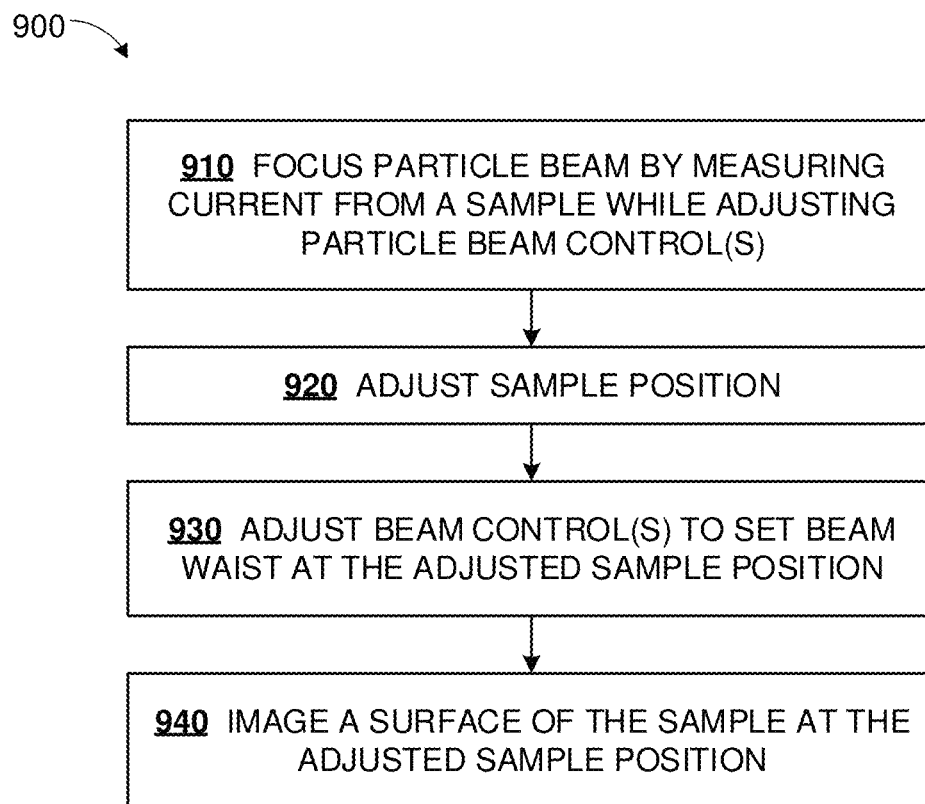 900
910 FOCUS PARTICLE BEAM BY MEASURING
CURRENT FROM A SAMPLE WHILE ADJUSTING
PARTICLE BEAM CONTROL(S)
920 ADJUST SAMPLE POSITION
930 ADJUST BEAM CONTROL(S) TO SET BEAM
WAIST AT THE ADJUSTED SAMPLE POSITION
940 IMAGE A SURFACE OF THE SAMPLE AT THE
ADJUSTED SAMPLE POSITION